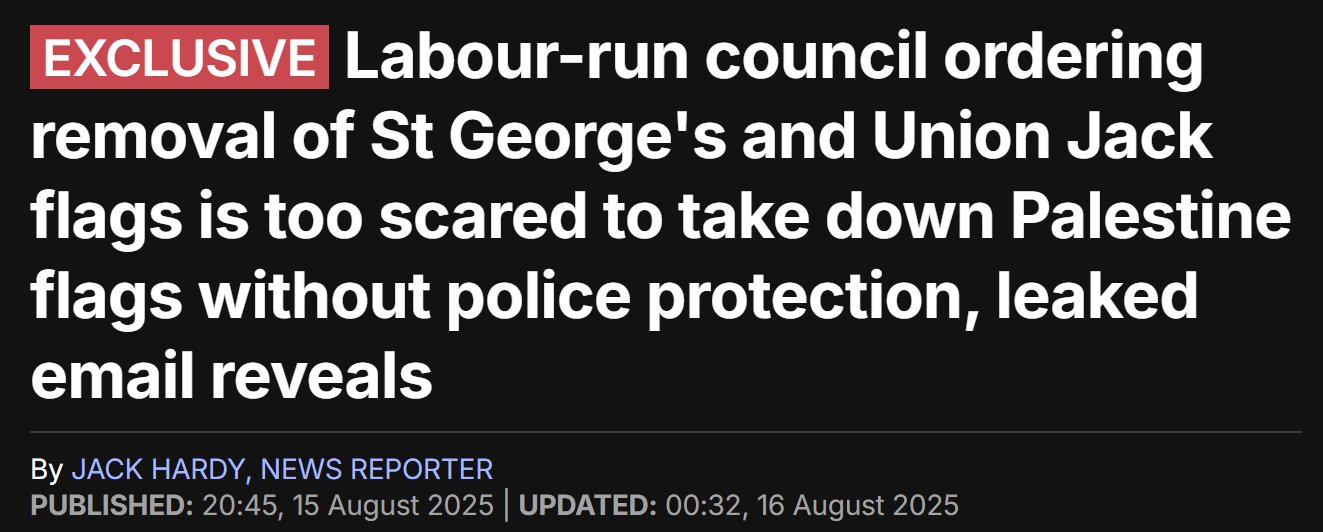 EXCLUSIVE Labour-run council ordering
removal of St George's and Union Jack
flags is too scared to take down Palestine
flags without police protection, leaked
email reveals
By JACK HARDY, NEWS REPORTER
PUBLISHED: 20:45, 15 August 2025 | UPDATED: 00:32, 16 August 2025